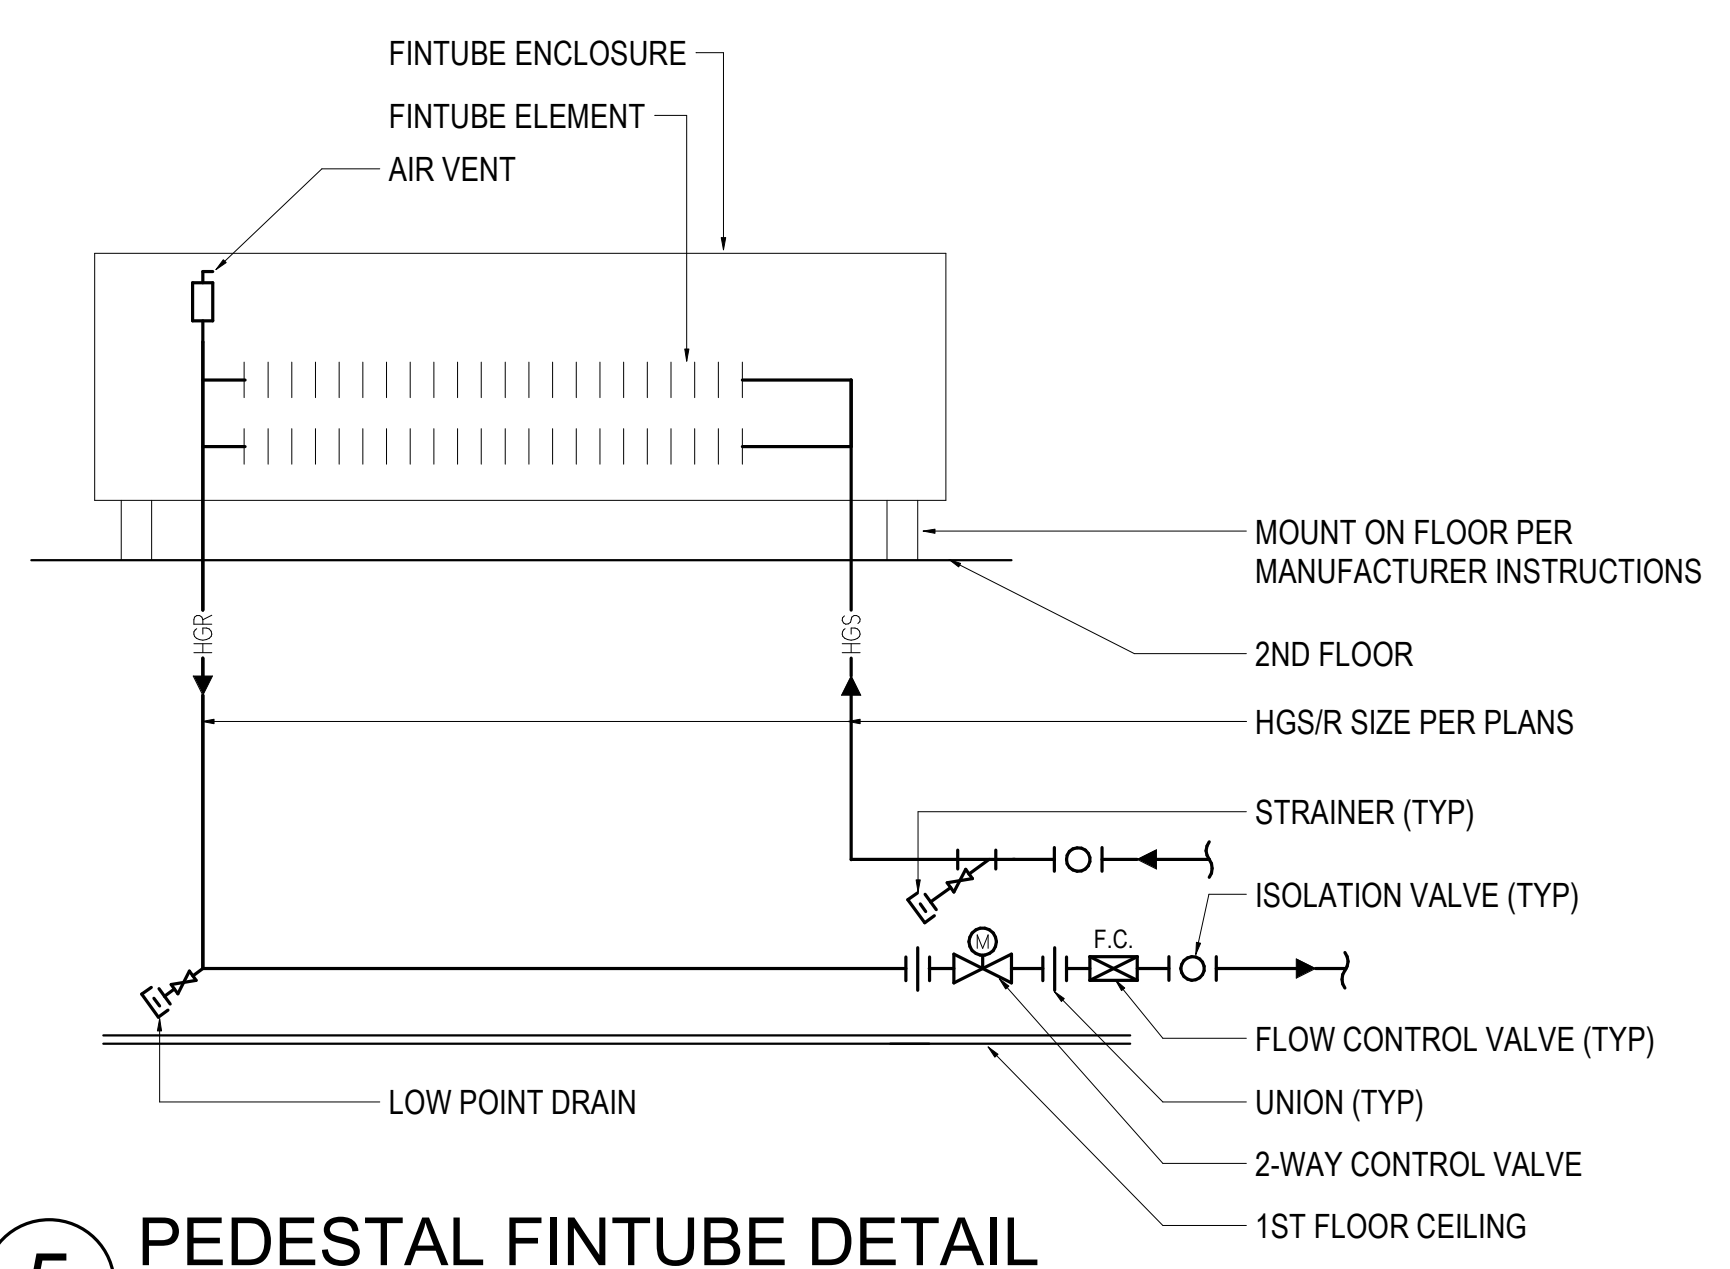 FINTUBE ENCLOSURE
FINTUBE ELEMENT
AIR VENT
MOUNT ON FLOOR PER
MANUFACTURER INSTRUCTIONS
HGR
HGS
2ND FLOOR
HGS/R SIZE PER PLANS
STRAINER (TYP)
ISOLATION VALVE (TYP)
M
F.C.
FLOW CONTROL VALVE (TYP)
LOW POINT DRAIN
UNION (TYP)
2-WAY CONTROL VALVE
1ST FLOOR CEILING
5
PEDESTAL FINTUBE DETAIL